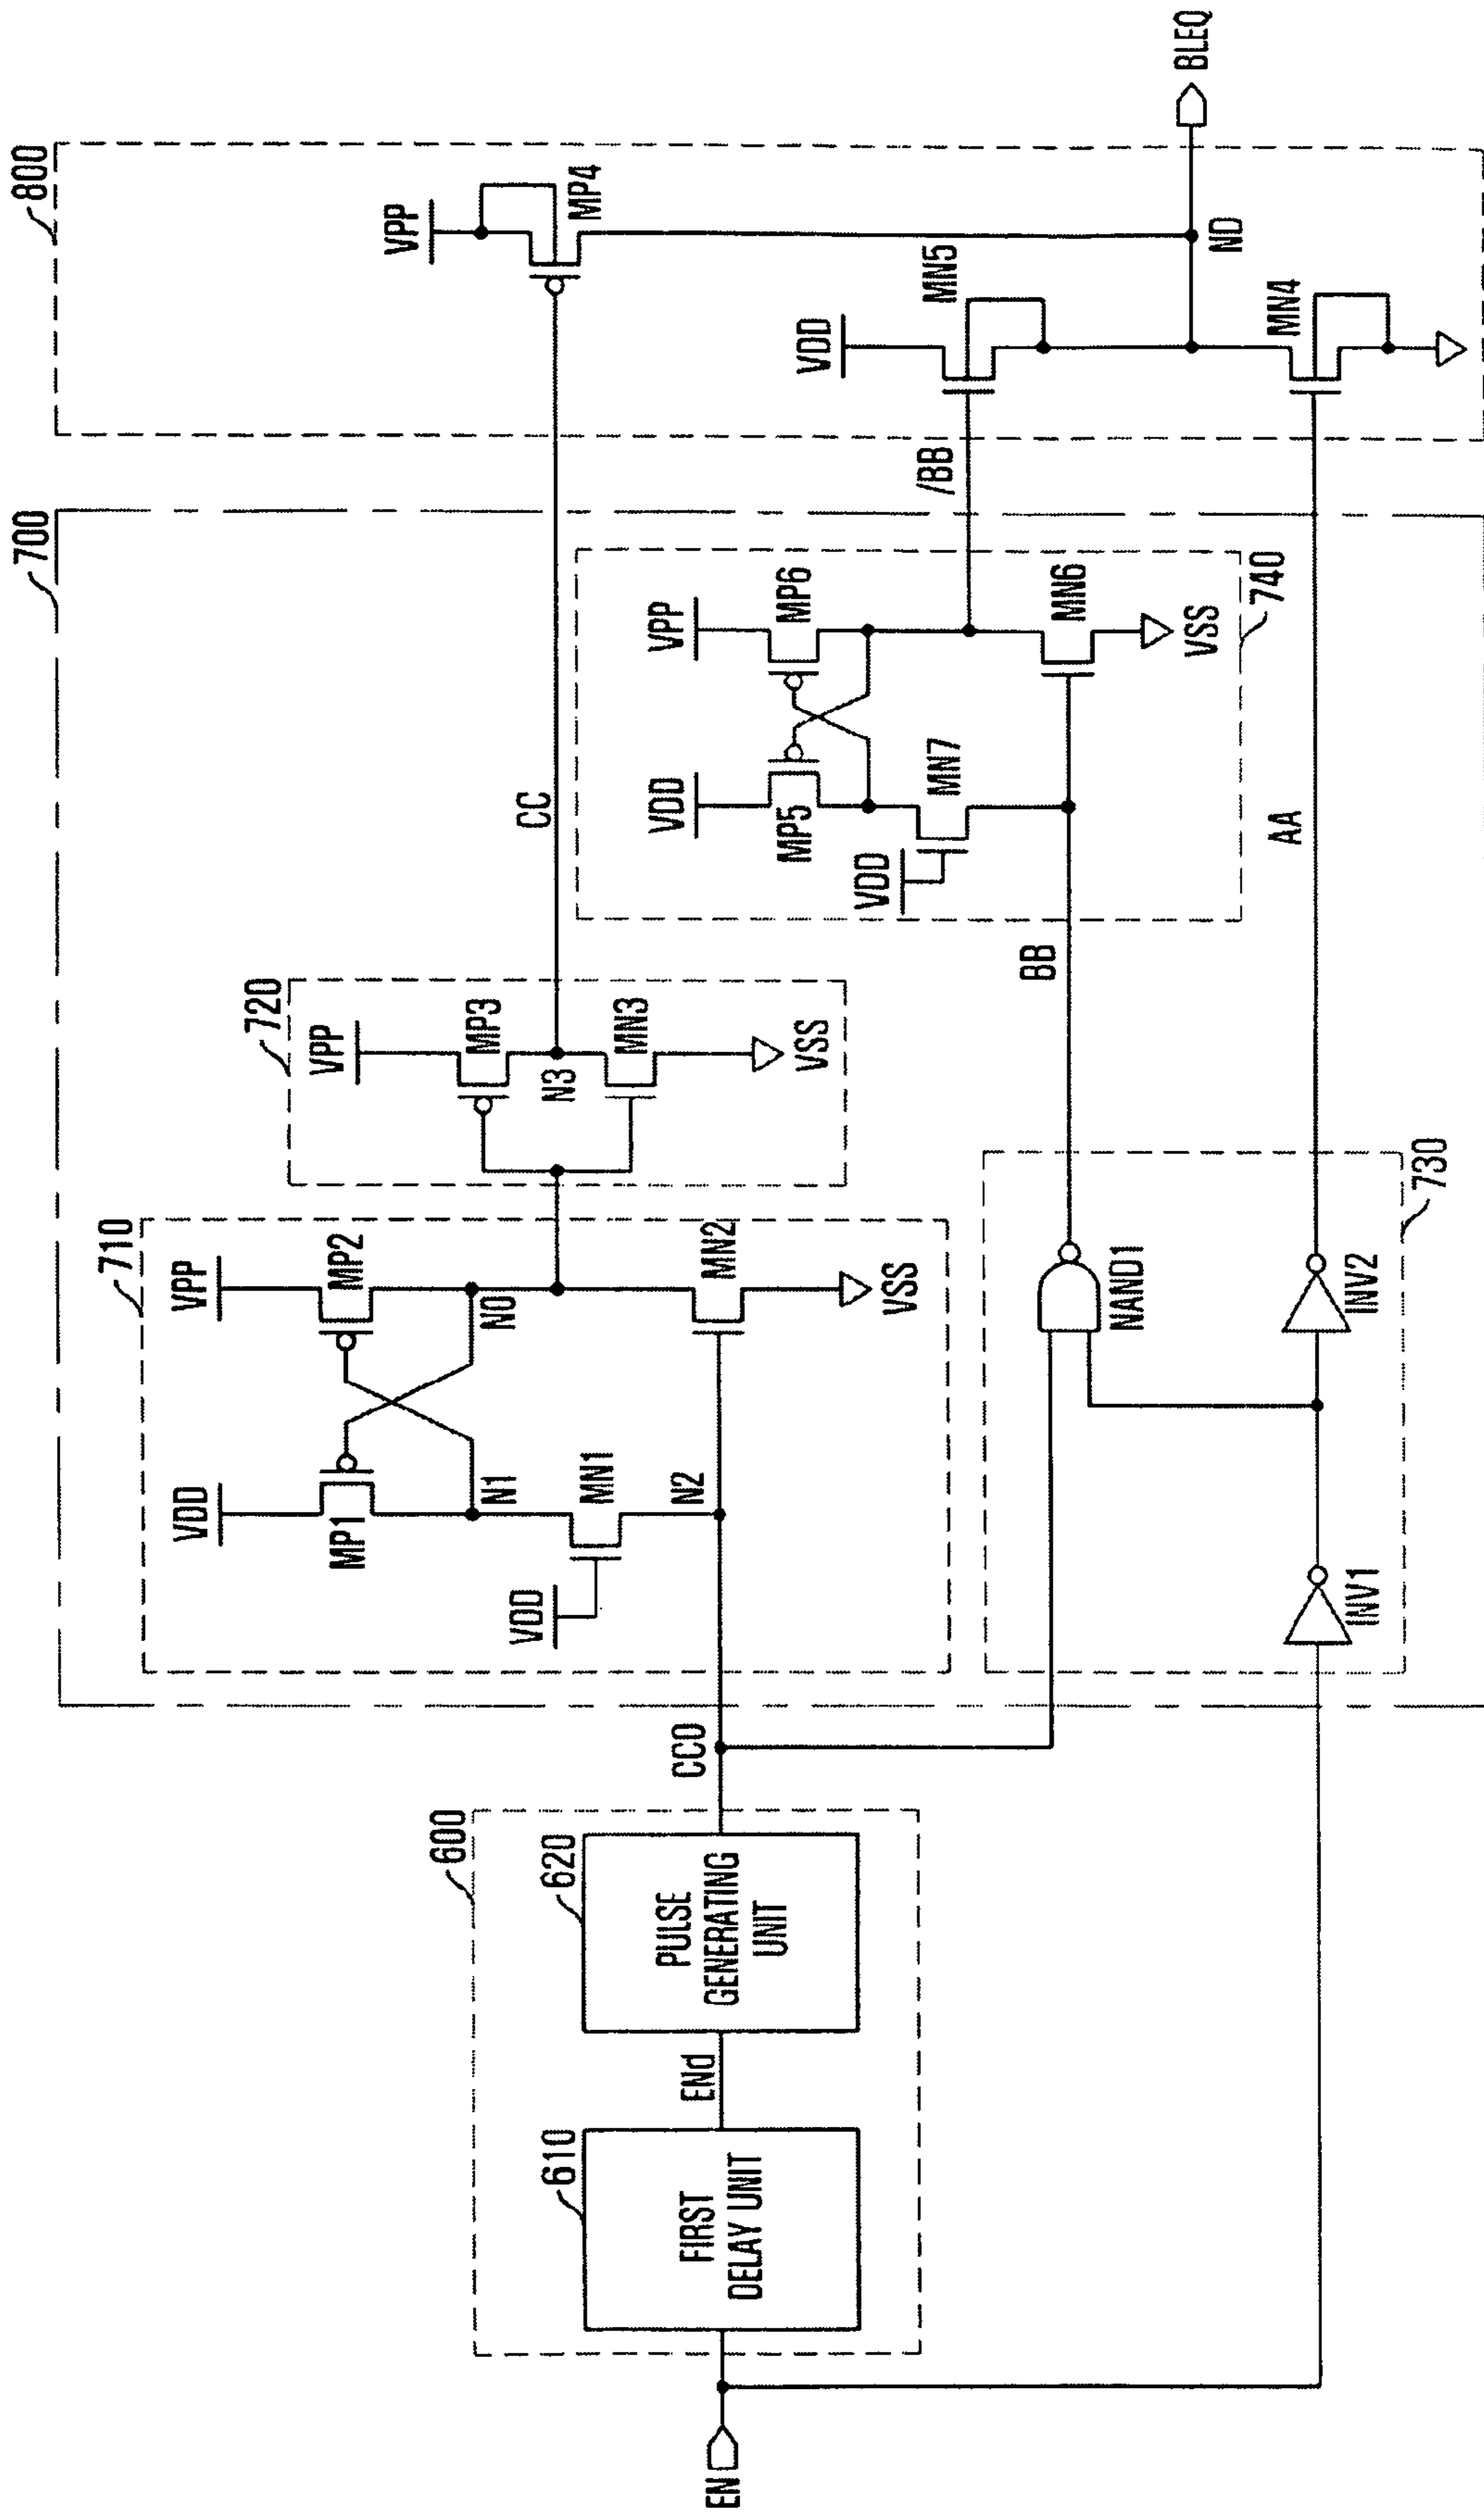 EN
600
610
FIRST
DELAY UNIT
ENd
620
PULSE
GENERATING
UNIT
CC0
700
710
VDD
MP1
VPP
MP2
N0
N1
VDD
MN1
N2
MN2
VSS
720
VPP
MP3
N3
MN3
VSS
CC
730
INV1
NAND1
INV2
BB
AA
740
VDD
MP5
VPP
MP6
VDD
MN7
MN6
VSS
/BB
800
VPP
MP4
VDD
MN5
MN4
ND
BLEQ